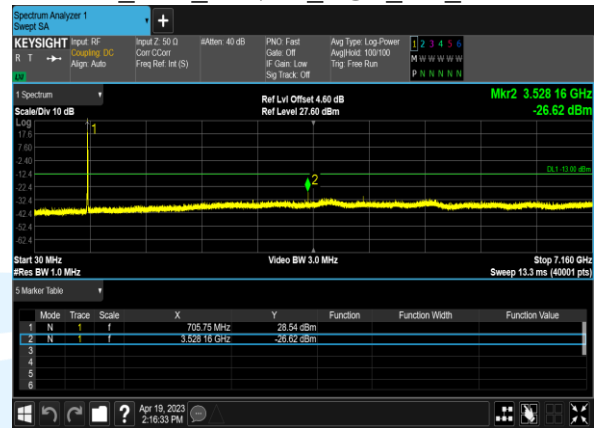 Spectrum Analyzer 1
Swept SA
KEYSIGHT Input: RF Input Z: 50 Ω #Atten: 40 dB PNO: Fast Avg Type: Log-Power 1 2 3 4 5 6
R T Coupling: DC Corr CCorr Gate: Off Avg|Hold: 100/100 M W W W W W
Align: Auto Freq Ref: Int (S) IF Gain: Low Trig: Free Run
Sig Track: Off P N N N N N
1 Spectrum Ref Lvl Offset 4.60 dB Mkr2 3.528 16 GHz
Scale/Div 10 dB Ref Level 27.60 dBm -26.62 dBm
Log
1
17.6
7.60
-2.40
-12.4 DL1 -13.00 dBm
2
-22.4
-32.4
-42.4
-52.4
-62.4
Start 30 MHz Video BW 3.0 MHz Stop 7.160 GHz
#Res BW 1.0 MHz Sweep 13.3 ms (40001 pts)
5 Marker Table
Mode Trace Scale X Y Function Function Width Function Value
1 N 1 f 705.75 MHz 28.54 dBm
2 N 1 f 3.528 16 GHz -26.62 dBm
3
4
5
6
? Apr 19, 2023
2:16:33 PM